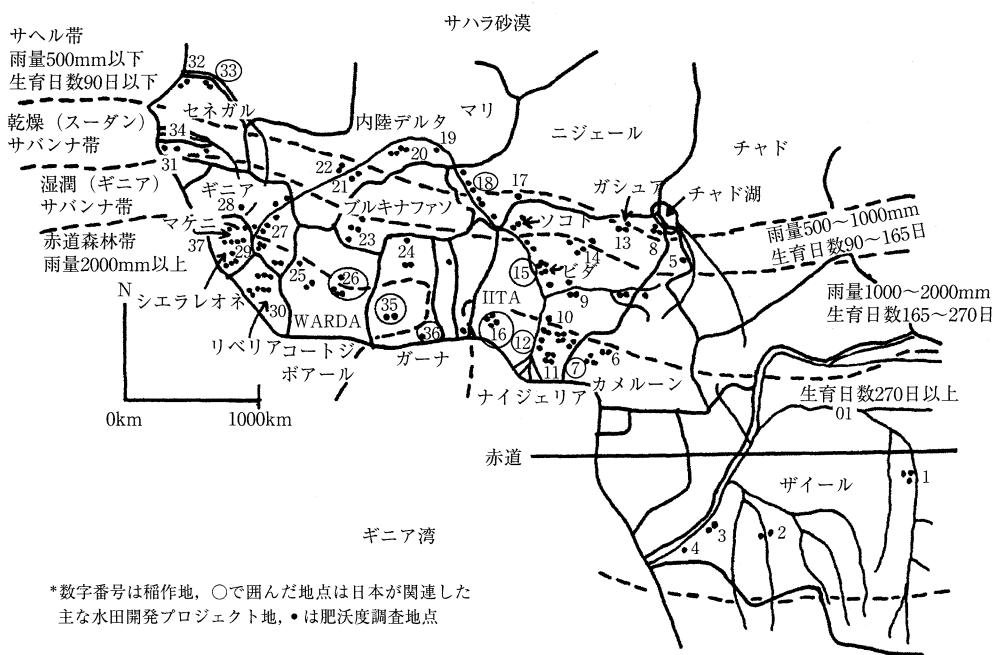 サハラ砂漠
サヘル帯
雨量500mm以下
生育日数90日以下
乾燥（スーダン）
サバンナ帯
湿潤（ギニア）
サバンナ帯
赤道森林帯
雨量2000mm以上
32
33
セネガル
34
31
内陸デルタ
マリ
19
20
22
21
18
17
ニジェール
チャド
ガシュア
チャド湖
ギニア
28
マケニ
37
29
27
ブルキナファソ
23
24
ソコト
13
8
5
14
15
ビダ
9
雨量500～1000mm
生育日数90～165日
雨量1000～2000mm
生育日数165～270日
N
シエラレオネ
25
26
30
WARDA
35
36
IITA
16
12
10
11
7
6
リベリア
コートジ
ボアール
ガーナ
ナイジェリア
カメルーン
生育日数270日以上
01
0km
1000km
赤道
ザイール
1
2
3
4
ギニア湾
*数字番号は稲作地，○で囲んだ地点は日本が関連した
主な水田開発プロジェクト地，•は肥沃度調査地点